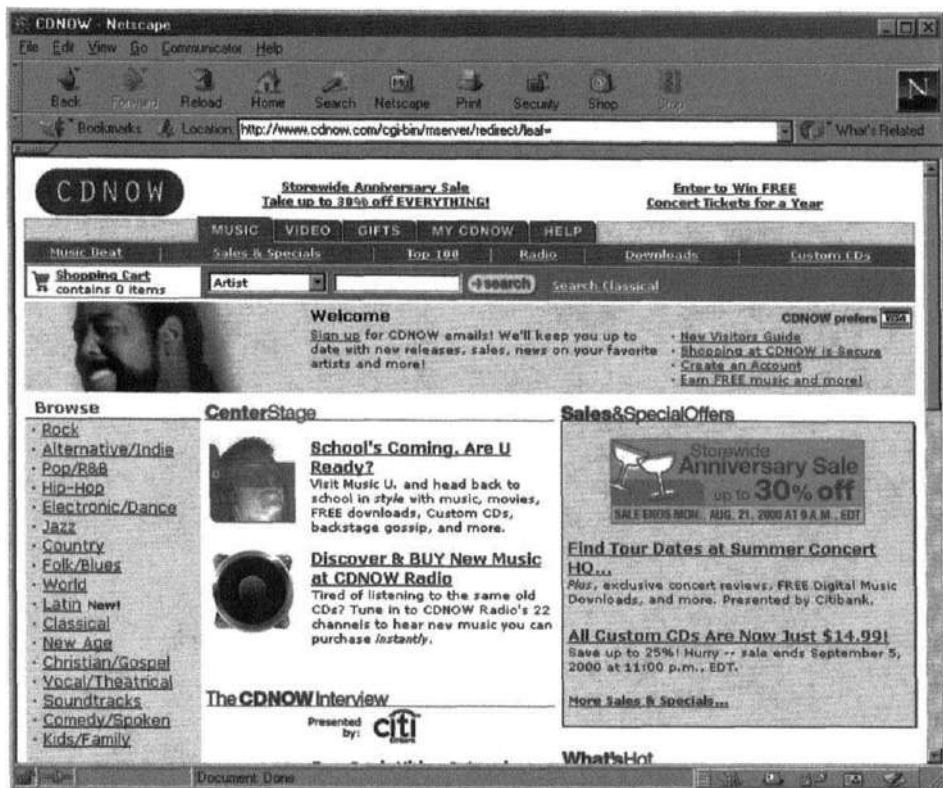 CDNOW - Netscape
File Edit View Go Communicator Help
Back Forward Reload Home Search Netscape Print Security Shop Stop
Bookmarks Location: http://www.cdnow.com/cgi-bin/mserver/redirect/leaf= What's Related
CDNOW
Storewide Anniversary Sale
Take up to 30% off EVERYTHING!
Enter to Win FREE
Concert Tickets for a Year
MUSIC VIDEO GIFTS MY CDNOW HELP
Music Beat Sales & Specials Top 100 Radio Downloads Custom CDs
Shopping Cart
contains 0 items
Artist search Search Classical
Welcome
Sign up for CDNOW emails! We'll keep you up to
date with new releases, sales, news on your favorite
artists and more!
CDNOW prefers VISA
· New Visitors Guide
· Shopping at CDNOW is Secure
· Create an Account
· Earn FREE music and more!
Browse
· Rock
· Alternative/Indie
· Pop/R&B
· Hip-Hop
· Electronic/Dance
· Jazz
· Country
· Folk/Blues
· World
· Latin New!
· Classical
· New Age
· Christian/Gospel
· Vocal/Theatrical
· Soundtracks
· Comedy/Spoken
· Kids/Family
CenterStage
School's Coming. Are U
Ready?
Visit Music U. and head back to
school in style with music, movies,
FREE downloads, Custom CDs,
backstage gossip, and more.
Discover & BUY New Music
at CDNOW Radio
Tired of listening to the same old
CDs? Tune in to CDNOW Radio's 22
channels to hear new music you can
purchase instantly.
The CDNOW Interview
Presented
by: citi
Sales&SpecialOffers
Storewide
Anniversary Sale
up to 30% off
SALE ENDS MON., AUG. 21, 2000 AT 9 A.M., EDT
Find Tour Dates at Summer Concert
HQ...
Plus, exclusive concert reviews, FREE Digital Music
Downloads, and more. Presented by Citibank.
All Custom CDs Are Now Just $14.99!
Save up to 25%! Hurry -- sale ends September 5,
2000 at 11:00 p.m., EDT.
More Sales & Specials...
What'sHot
Document: Done